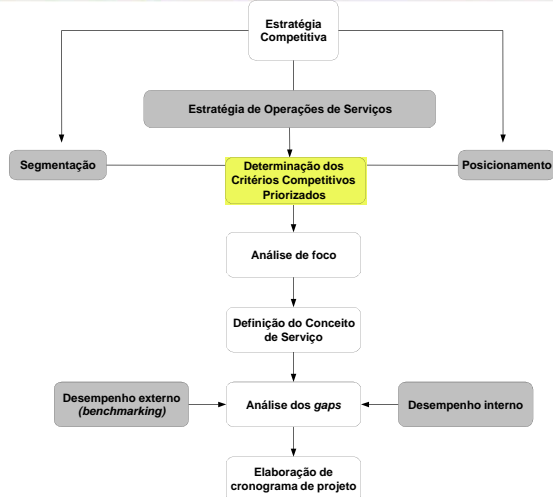 Estratégia
Competitiva
Estratégia de Operações de Serviços
Segmentação
Determinação dos
Critérios Competitivos
Priorizados
Posicionamento
Análise de foco
Definição do Conceito
de Serviço
Desempenho externo
(benchmarking)
Análise dos gaps
Desempenho interno
Elaboração de
cronograma de projeto